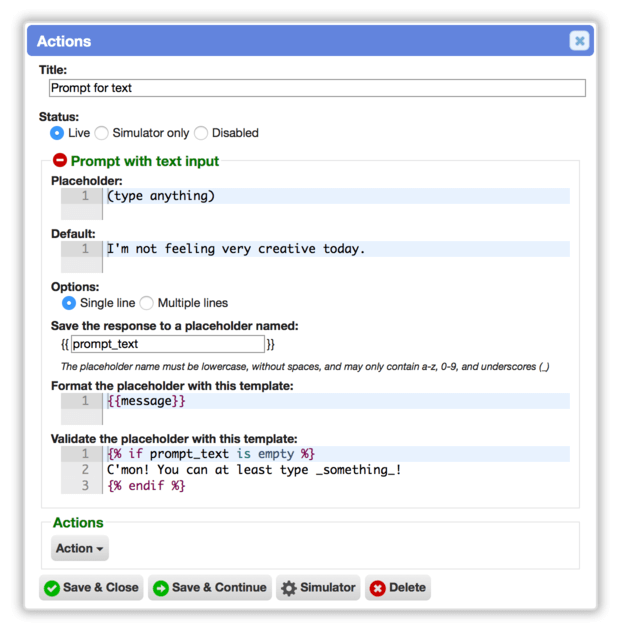 Actions
Title:
Prompt for text
Status:
Live Simulator only Disabled
Prompt with text input
Placeholder:
1 (type anything)
Default:
1 I'm not feeling very creative today.
Options:
Single line Multiple lines
Save the response to a placeholder named:
{{ prompt_text }}
The placeholder name must be lowercase, without spaces, and may only contain a-z, 0-9, and underscores (_)
Format the placeholder with this template:
1 {{message}}
Validate the placeholder with this template:
1 {% if prompt_text is empty %}
2 C'mon! You can at least type _something_!
3 {% endif %}
Actions
Action
Save & Close Save & Continue Simulator Delete